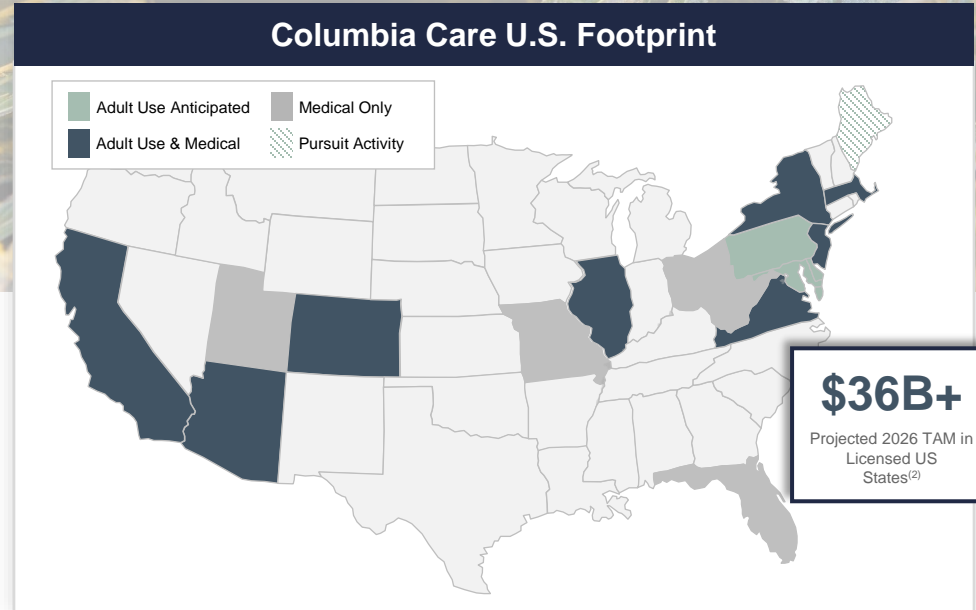 Columbia Care U.S. Footprint
Adult Use Anticipated
Medical Only
Adult Use & Medical
Pursuit Activity
$36B+
Projected 2026 TAM in
Licensed US
States(2)